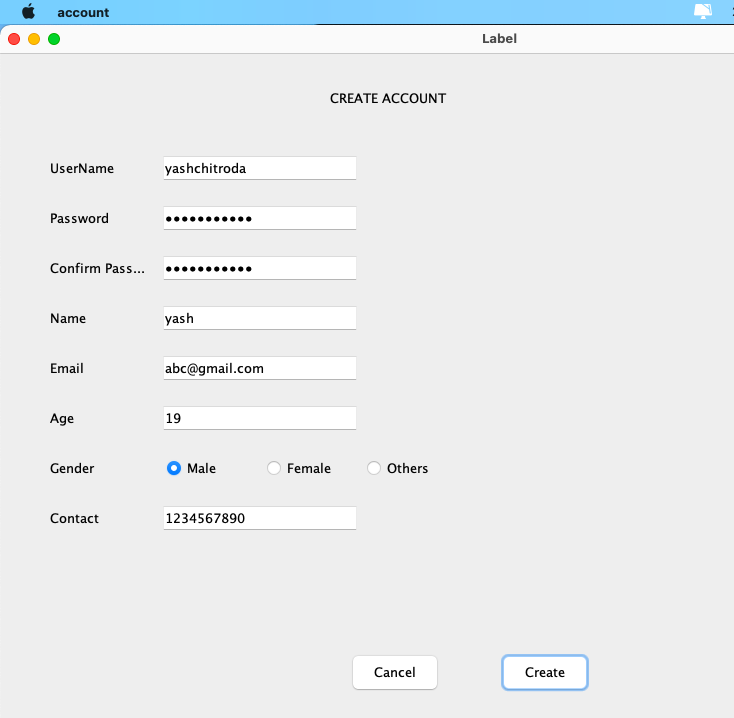 account
Label
CREATE ACCOUNT
UserName yashchitroda
Password •••••••••••
Confirm Pass... •••••••••••
Name yash
Email abc@gmail.com
Age 19
Gender Male Female Others
Contact 1234567890
Cancel Create